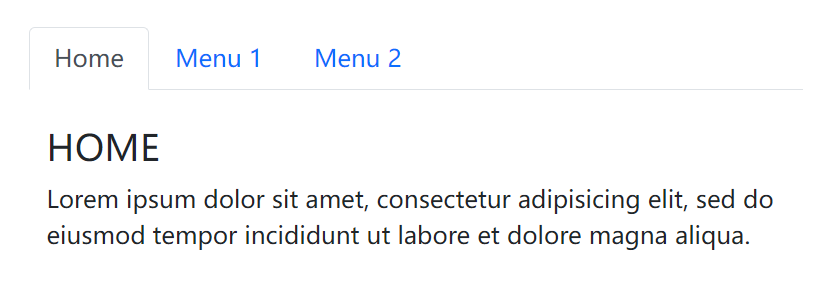 Home Menu 1 Menu 2
HOME
Lorem ipsum dolor sit amet, consectetur adipisicing elit, sed do
eiusmod tempor incididunt ut labore et dolore magna aliqua.